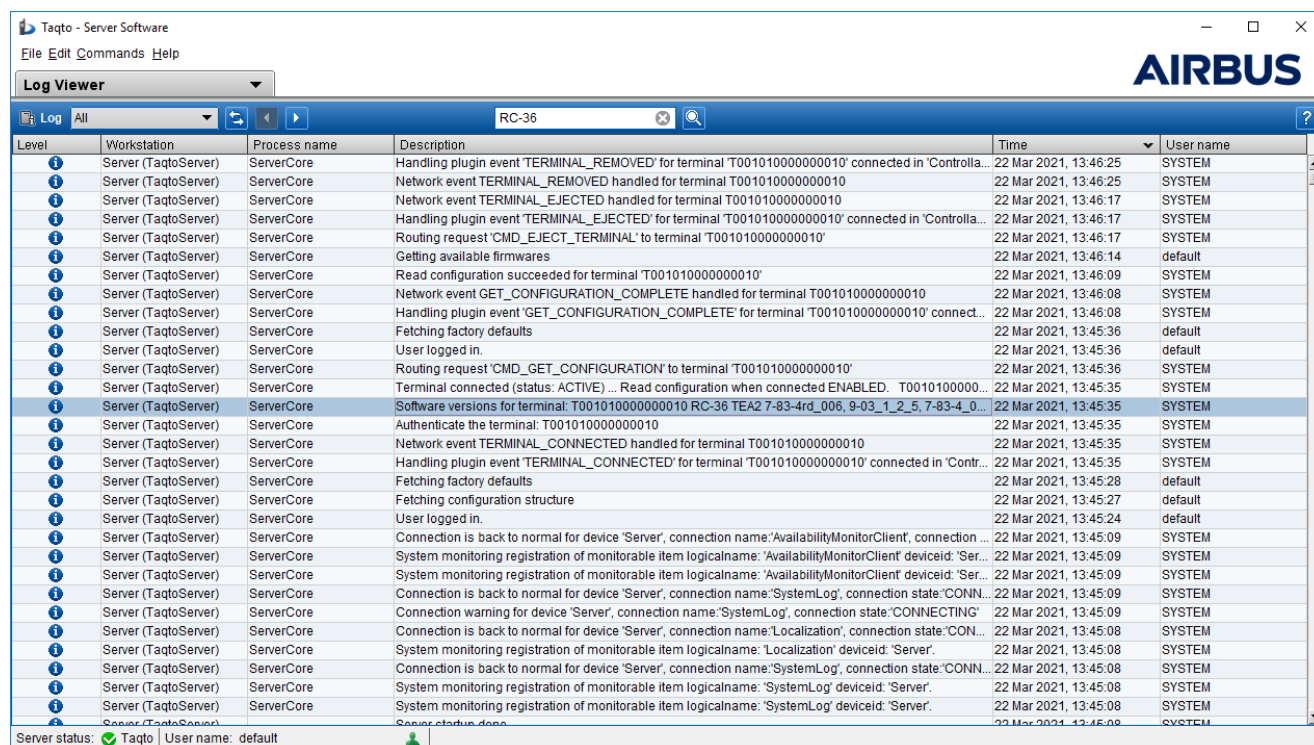 Taqto - Server Software
File Edit Commands Help
AIRBUS
Log Viewer
Log All RC-36 ?
Level Workstation Process name Description Time User name
Server (TaqtoServer) ServerCore Handling plugin event 'TERMINAL_REMOVED' for terminal 'T001010000000010' connected in 'Controlla... 22 Mar 2021, 13:46:25 SYSTEM
Server (TaqtoServer) ServerCore Network event TERMINAL_REMOVED handled for terminal T001010000000010 22 Mar 2021, 13:46:25 SYSTEM
Server (TaqtoServer) ServerCore Network event TERMINAL_EJECTED handled for terminal T001010000000010 22 Mar 2021, 13:46:17 SYSTEM
Server (TaqtoServer) ServerCore Handling plugin event 'TERMINAL_EJECTED' for terminal 'T001010000000010' connected in 'Controlla... 22 Mar 2021, 13:46:17 SYSTEM
Server (TaqtoServer) ServerCore Routing request 'CMD_EJECT_TERMINAL' to terminal 'T001010000000010' 22 Mar 2021, 13:46:17 SYSTEM
Server (TaqtoServer) ServerCore Getting available firmwares 22 Mar 2021, 13:46:14 default
Server (TaqtoServer) ServerCore Read configuration succeeded for terminal 'T001010000000010' 22 Mar 2021, 13:46:09 SYSTEM
Server (TaqtoServer) ServerCore Network event GET_CONFIGURATION_COMPLETE handled for terminal T001010000000010 22 Mar 2021, 13:46:08 SYSTEM
Server (TaqtoServer) ServerCore Handling plugin event 'GET_CONFIGURATION_COMPLETE' for terminal 'T001010000000010' connect... 22 Mar 2021, 13:46:08 SYSTEM
Server (TaqtoServer) ServerCore Fetching factory defaults 22 Mar 2021, 13:45:36 default
Server (TaqtoServer) ServerCore User logged in. 22 Mar 2021, 13:45:36 default
Server (TaqtoServer) ServerCore Routing request 'CMD_GET_CONFIGURATION' to terminal 'T001010000000010' 22 Mar 2021, 13:45:36 SYSTEM
Server (TaqtoServer) ServerCore Terminal connected (status: ACTIVE) ... Read configuration when connected ENABLED. T0010100000... 22 Mar 2021, 13:45:35 SYSTEM
Server (TaqtoServer) ServerCore Software versions for terminal: T001010000000010 RC-36 TEA2 7-83-4rd_006, 9-03_1_2_5, 7-83-4_0... 22 Mar 2021, 13:45:35 SYSTEM
Server (TaqtoServer) ServerCore Authenticate the terminal: T001010000000010 22 Mar 2021, 13:45:35 SYSTEM
Server (TaqtoServer) ServerCore Network event TERMINAL_CONNECTED handled for terminal T001010000000010 22 Mar 2021, 13:45:35 SYSTEM
Server (TaqtoServer) ServerCore Handling plugin event 'TERMINAL_CONNECTED' for terminal 'T001010000000010' connected in 'Contr... 22 Mar 2021, 13:45:35 SYSTEM
Server (TaqtoServer) ServerCore Fetching factory defaults 22 Mar 2021, 13:45:28 default
Server (TaqtoServer) ServerCore Fetching configuration structure 22 Mar 2021, 13:45:27 default
Server (TaqtoServer) ServerCore User logged in. 22 Mar 2021, 13:45:24 default
Server (TaqtoServer) ServerCore Connection is back to normal for device 'Server', connection name:'AvailabilityMonitorClient', connection ... 22 Mar 2021, 13:45:09 SYSTEM
Server (TaqtoServer) ServerCore System monitoring registration of monitorable item logicalname: 'AvailabilityMonitorClient' deviceid: 'Ser... 22 Mar 2021, 13:45:09 SYSTEM
Server (TaqtoServer) ServerCore System monitoring registration of monitorable item logicalname: 'AvailabilityMonitorClient' deviceid: 'Ser... 22 Mar 2021, 13:45:09 SYSTEM
Server (TaqtoServer) ServerCore Connection is back to normal for device 'Server', connection name:'SystemLog', connection state:'CONN... 22 Mar 2021, 13:45:09 SYSTEM
Server (TaqtoServer) ServerCore Connection warning for device 'Server', connection name:'SystemLog', connection state:'CONNECTING' 22 Mar 2021, 13:45:09 SYSTEM
Server (TaqtoServer) ServerCore Connection is back to normal for device 'Server', connection name:'Localization', connection state:'CON... 22 Mar 2021, 13:45:08 SYSTEM
Server (TaqtoServer) ServerCore System monitoring registration of monitorable item logicalname: 'Localization' deviceid: 'Server'. 22 Mar 2021, 13:45:08 SYSTEM
Server (TaqtoServer) ServerCore Connection is back to normal for device 'Server', connection name:'SystemLog', connection state:'CONN... 22 Mar 2021, 13:45:08 SYSTEM
Server (TaqtoServer) ServerCore System monitoring registration of monitorable item logicalname: 'SystemLog' deviceid: 'Server'. 22 Mar 2021, 13:45:08 SYSTEM
Server (TaqtoServer) ServerCore System monitoring registration of monitorable item logicalname: 'SystemLog' deviceid: 'Server'. 22 Mar 2021, 13:45:08 SYSTEM
Server (TaqtoServer) Server startup done 22 Mar 2021, 13:45:08 SYSTEM
Server status: Taqto User name: default